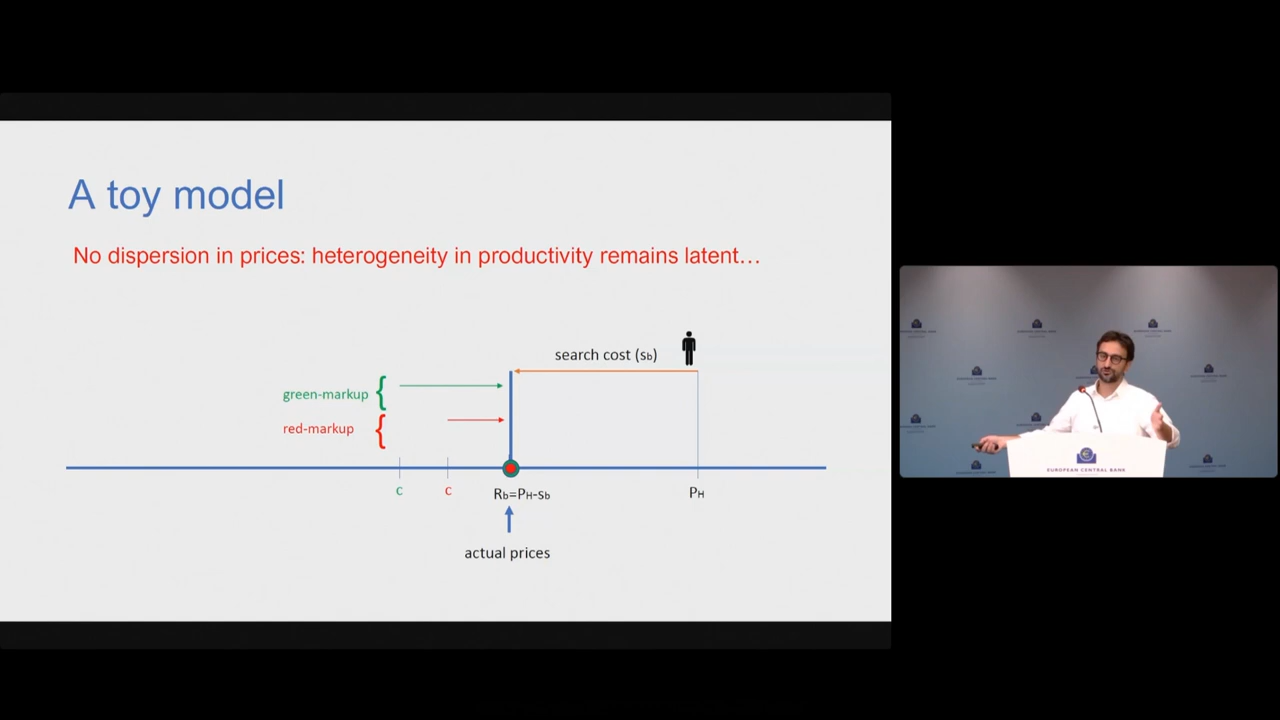 A toy model
No dispersion in prices: heterogeneity in productivity remains latent…
search cost (sb)
green-markup {
red-markup {
c
c
Rb=PH-sb
PH
actual prices
EUROPEAN CENTRAL BANK